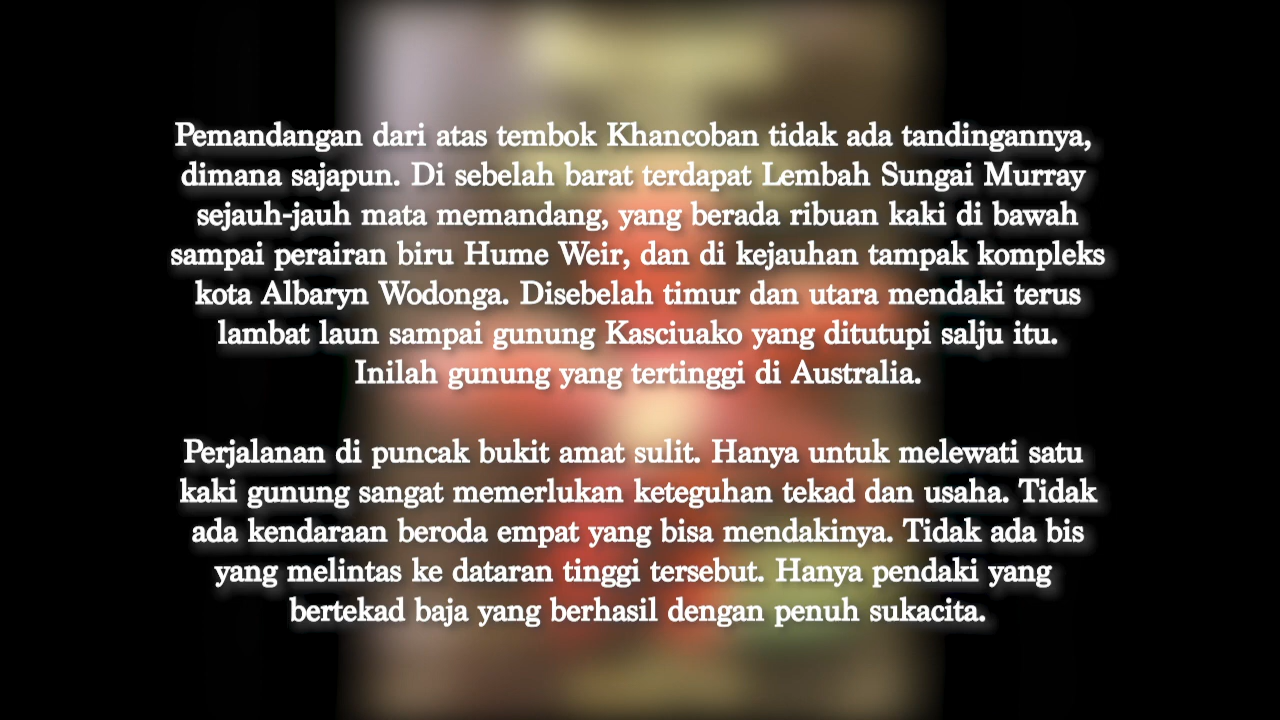 Pemandangan dari atas tembok Khancoban tidak ada tandingannya,
dimana sajapun. Di sebelah barat terdapat Lembah Sungai Murray
sejauh-jauh mata memandang, yang berada ribuan kaki di bawah
sampai perairan biru Hume Weir, dan di kejauhan tampak kompleks
kota Albaryn Wodonga. Disebelah timur dan utara mendaki terus
lambat laun sampai gunung Kasciuako yang ditutupi salju itu.
Inilah gunung yang tertinggi di Australia.
Perjalanan di puncak bukit amat sulit. Hanya untuk melewati satu
kaki gunung sangat memerlukan keteguhan tekad dan usaha. Tidak
ada kendaraan beroda empat yang bisa mendakinya. Tidak ada bis
yang melintas ke dataran tinggi tersebut. Hanya pendaki yang
bertekad baja yang berhasil dengan penuh sukacita.